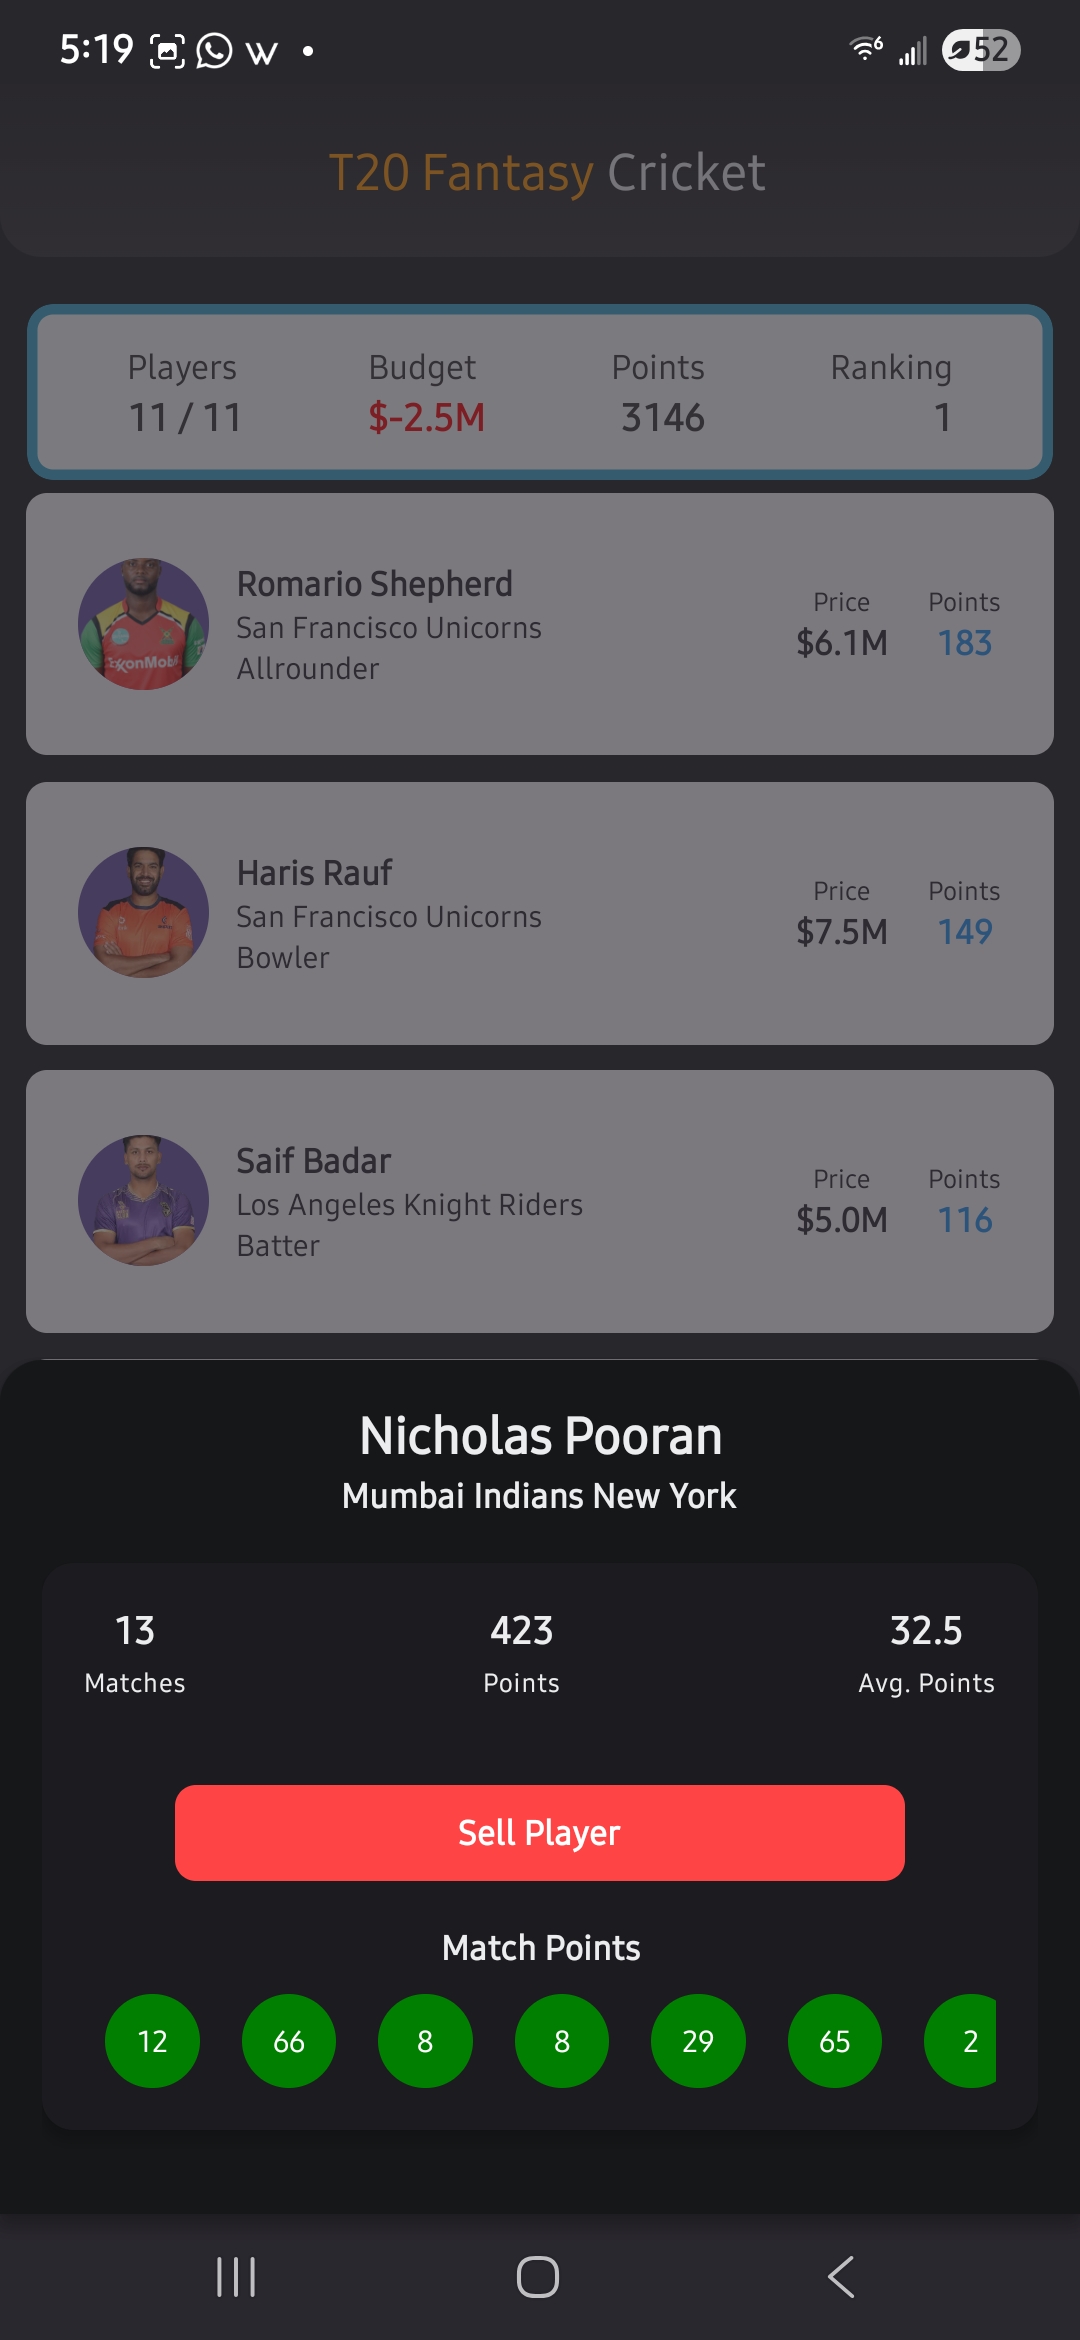 5:19
6
52
T20 Fantasy Cricket
Players Budget Points Ranking
11 / 11 $-2.5M 3146 1
Romario Shepherd
San Francisco Unicorns
Allrounder
Price Points
$6.1M 183
ExxonMobil
Haris Rauf
San Francisco Unicorns
Bowler
Price Points
$7.5M 149
Saif Badar
Los Angeles Knight Riders
Batter
Price Points
$5.0M 116
Nicholas Pooran
Mumbai Indians New York
13 423 32.5
Matches Points Avg. Points
Sell Player
Match Points
12 66 8 8 29 65 2